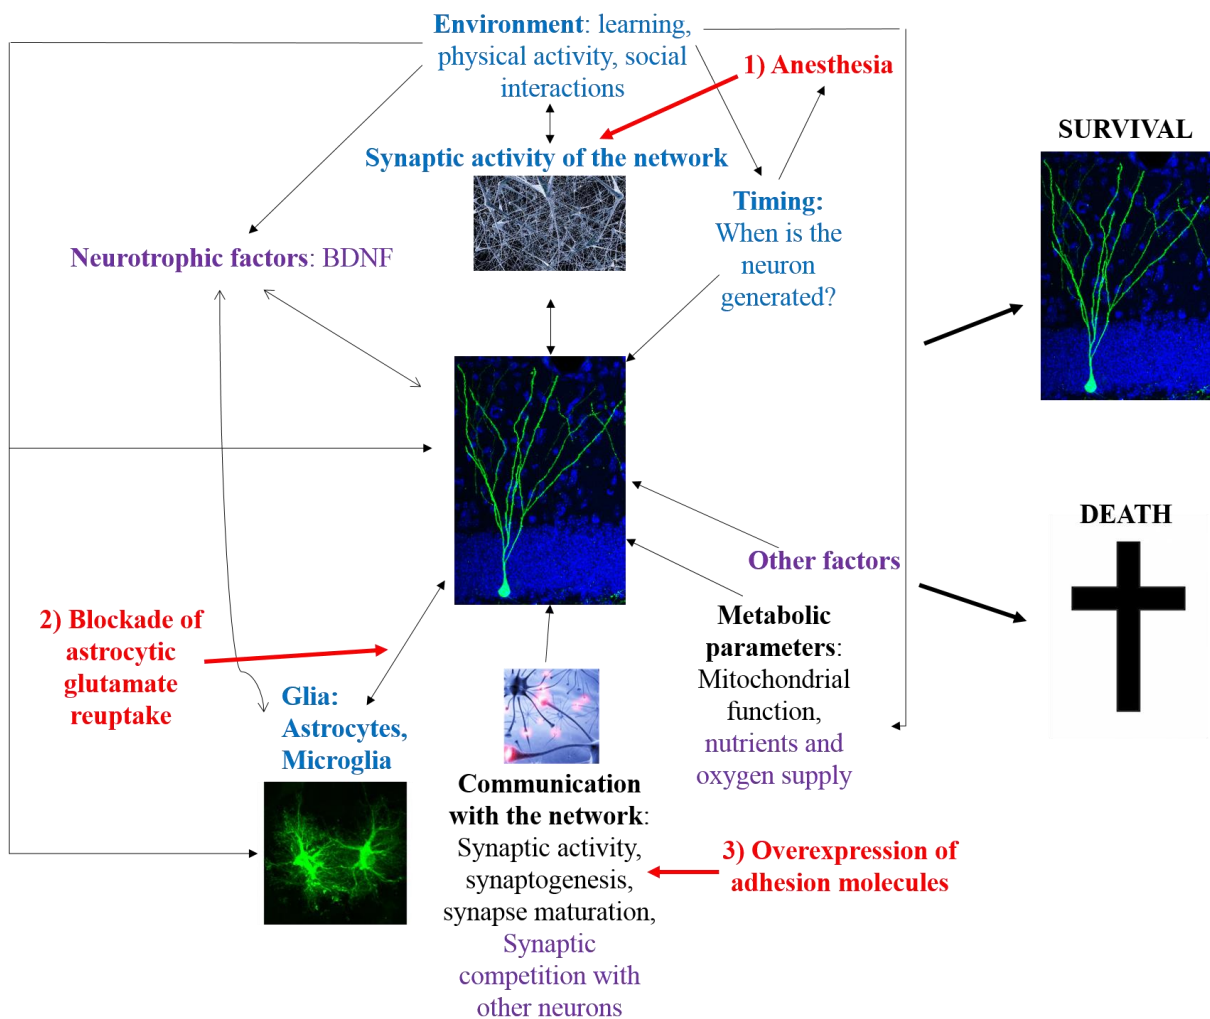 Environment: learning,
physical activity, social
interactions
1) Anesthesia
SURVIVAL
Synaptic activity of the network
Timing:
When is the
neuron
generated?
Neurotrophic factors: BDNF
DEATH
Other factors
Metabolic
parameters:
Mitochondrial
function,
nutrients and
oxygen supply
2) Blockade of
astrocytic
glutamate
reuptake
Glia:
Astrocytes,
Microglia
Communication
with the network:
Synaptic activity,
synaptogenesis,
synapse maturation,
Synaptic
competition with
other neurons
3) Overexpression of
adhesion molecules